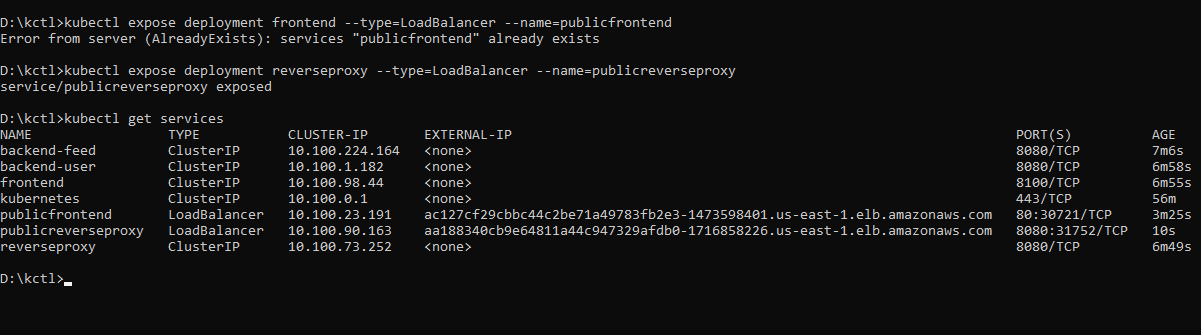 D:\kctl>kubectl expose deployment frontend --type=LoadBalancer --name=publicfrontend
Error from server (AlreadyExists): services "publicfrontend" already exists
D:\kctl>kubectl expose deployment reverseproxy --type=LoadBalancer --name=publicreverseproxy
service/publicreverseproxy exposed
D:\kctl>kubectl get services
NAME TYPE CLUSTER-IP EXTERNAL-IP PORT(S) AGE
backend-feed ClusterIP 10.100.224.164 <none> 8080/TCP 7m6s
backend-user ClusterIP 10.100.1.182 <none> 8080/TCP 6m58s
frontend ClusterIP 10.100.98.44 <none> 8100/TCP 6m55s
kubernetes ClusterIP 10.100.0.1 <none> 443/TCP 56m
publicfrontend LoadBalancer 10.100.23.191 ac127cf29cbbc44c2be71a49783fb2e3-1473598401.us-east-1.elb.amazonaws.com 80:30721/TCP 3m25s
publicreverseproxy LoadBalancer 10.100.90.163 aa188340cb9e64811a44c947329afdb0-1716858226.us-east-1.elb.amazonaws.com 8080:31752/TCP 10s
reverseproxy ClusterIP 10.100.73.252 <none> 8080/TCP 6m49s
D:\kctl>